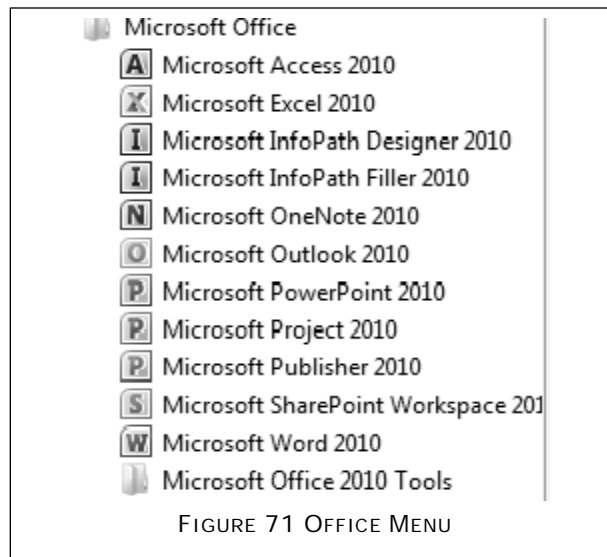 Microsoft Office
A Microsoft Access 2010
X Microsoft Excel 2010
I Microsoft InfoPath Designer 2010
I Microsoft InfoPath Filler 2010
N Microsoft OneNote 2010
O Microsoft Outlook 2010
P Microsoft PowerPoint 2010
P Microsoft Project 2010
P Microsoft Publisher 2010
S Microsoft SharePoint Workspace 201
W Microsoft Word 2010
Microsoft Office 2010 Tools
FIGURE 71 OFFICE MENU